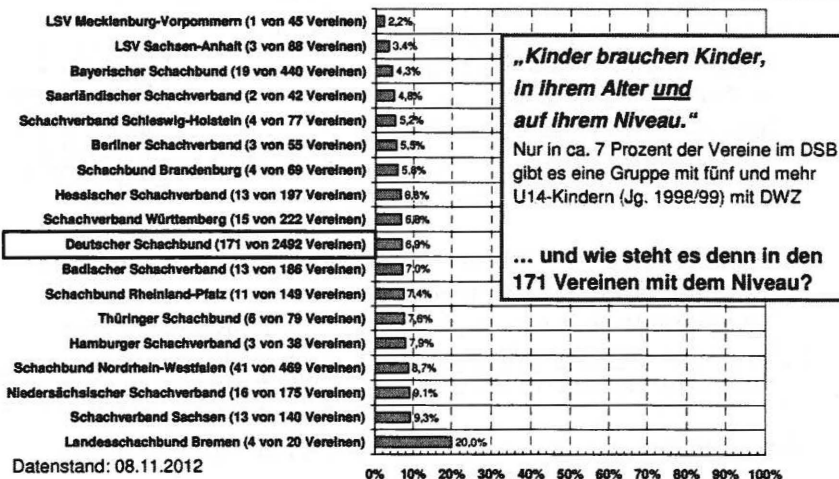 LSV Mecklenburg-Vorpommern (1 von 45 Vereinen) 2,2%
LSV Sachsen-Anhalt (3 von 88 Vereinen) 3,4%
Bayerischer Schachbund (19 von 440 Vereinen) 4,3%
Saarländischer Schachverband (2 von 42 Vereinen) 4,8%
Schachverband Schleswig-Holstein (4 von 77 Vereinen) 5,2%
Berliner Schachverband (3 von 55 Vereinen) 5,5%
Schachbund Brandenburg (4 von 69 Vereinen) 5,8%
Hessischer Schachverband (13 von 197 Vereinen) 6,6%
Schachverband Württemberg (15 von 222 Vereinen) 6,8%
Deutscher Schachbund (171 von 2492 Vereinen) 6,9%
Badischer Schachverband (13 von 186 Vereinen) 7,0%
Schachbund Rheinland-Pfalz (11 von 149 Vereinen) 7,4%
Thüringer Schachbund (6 von 79 Vereinen) 7,6%
Hamburger Schachverband (3 von 38 Vereinen) 7,9%
Schachbund Nordrhein-Westfalen (41 von 469 Vereinen) 8,7%
Niedersächsischer Schachverband (16 von 175 Vereinen) 9,1%
Schachverband Sachsen (13 von 140 Vereinen) 9,3%
Landesschachbund Bremen (4 von 20 Vereinen) 20,0%
0% 10% 20% 30% 40% 50% 60% 70% 80% 90% 100%
Datenstand: 08.11.2012
„Kinder brauchen Kinder,
in ihrem Alter und
auf ihrem Niveau.“
Nur in ca. 7 Prozent der Vereine im DSB
gibt es eine Gruppe mit fünf und mehr
U14-Kindern (Jg. 1998/99) mit DWZ
... und wie steht es denn in den
171 Vereinen mit dem Niveau?